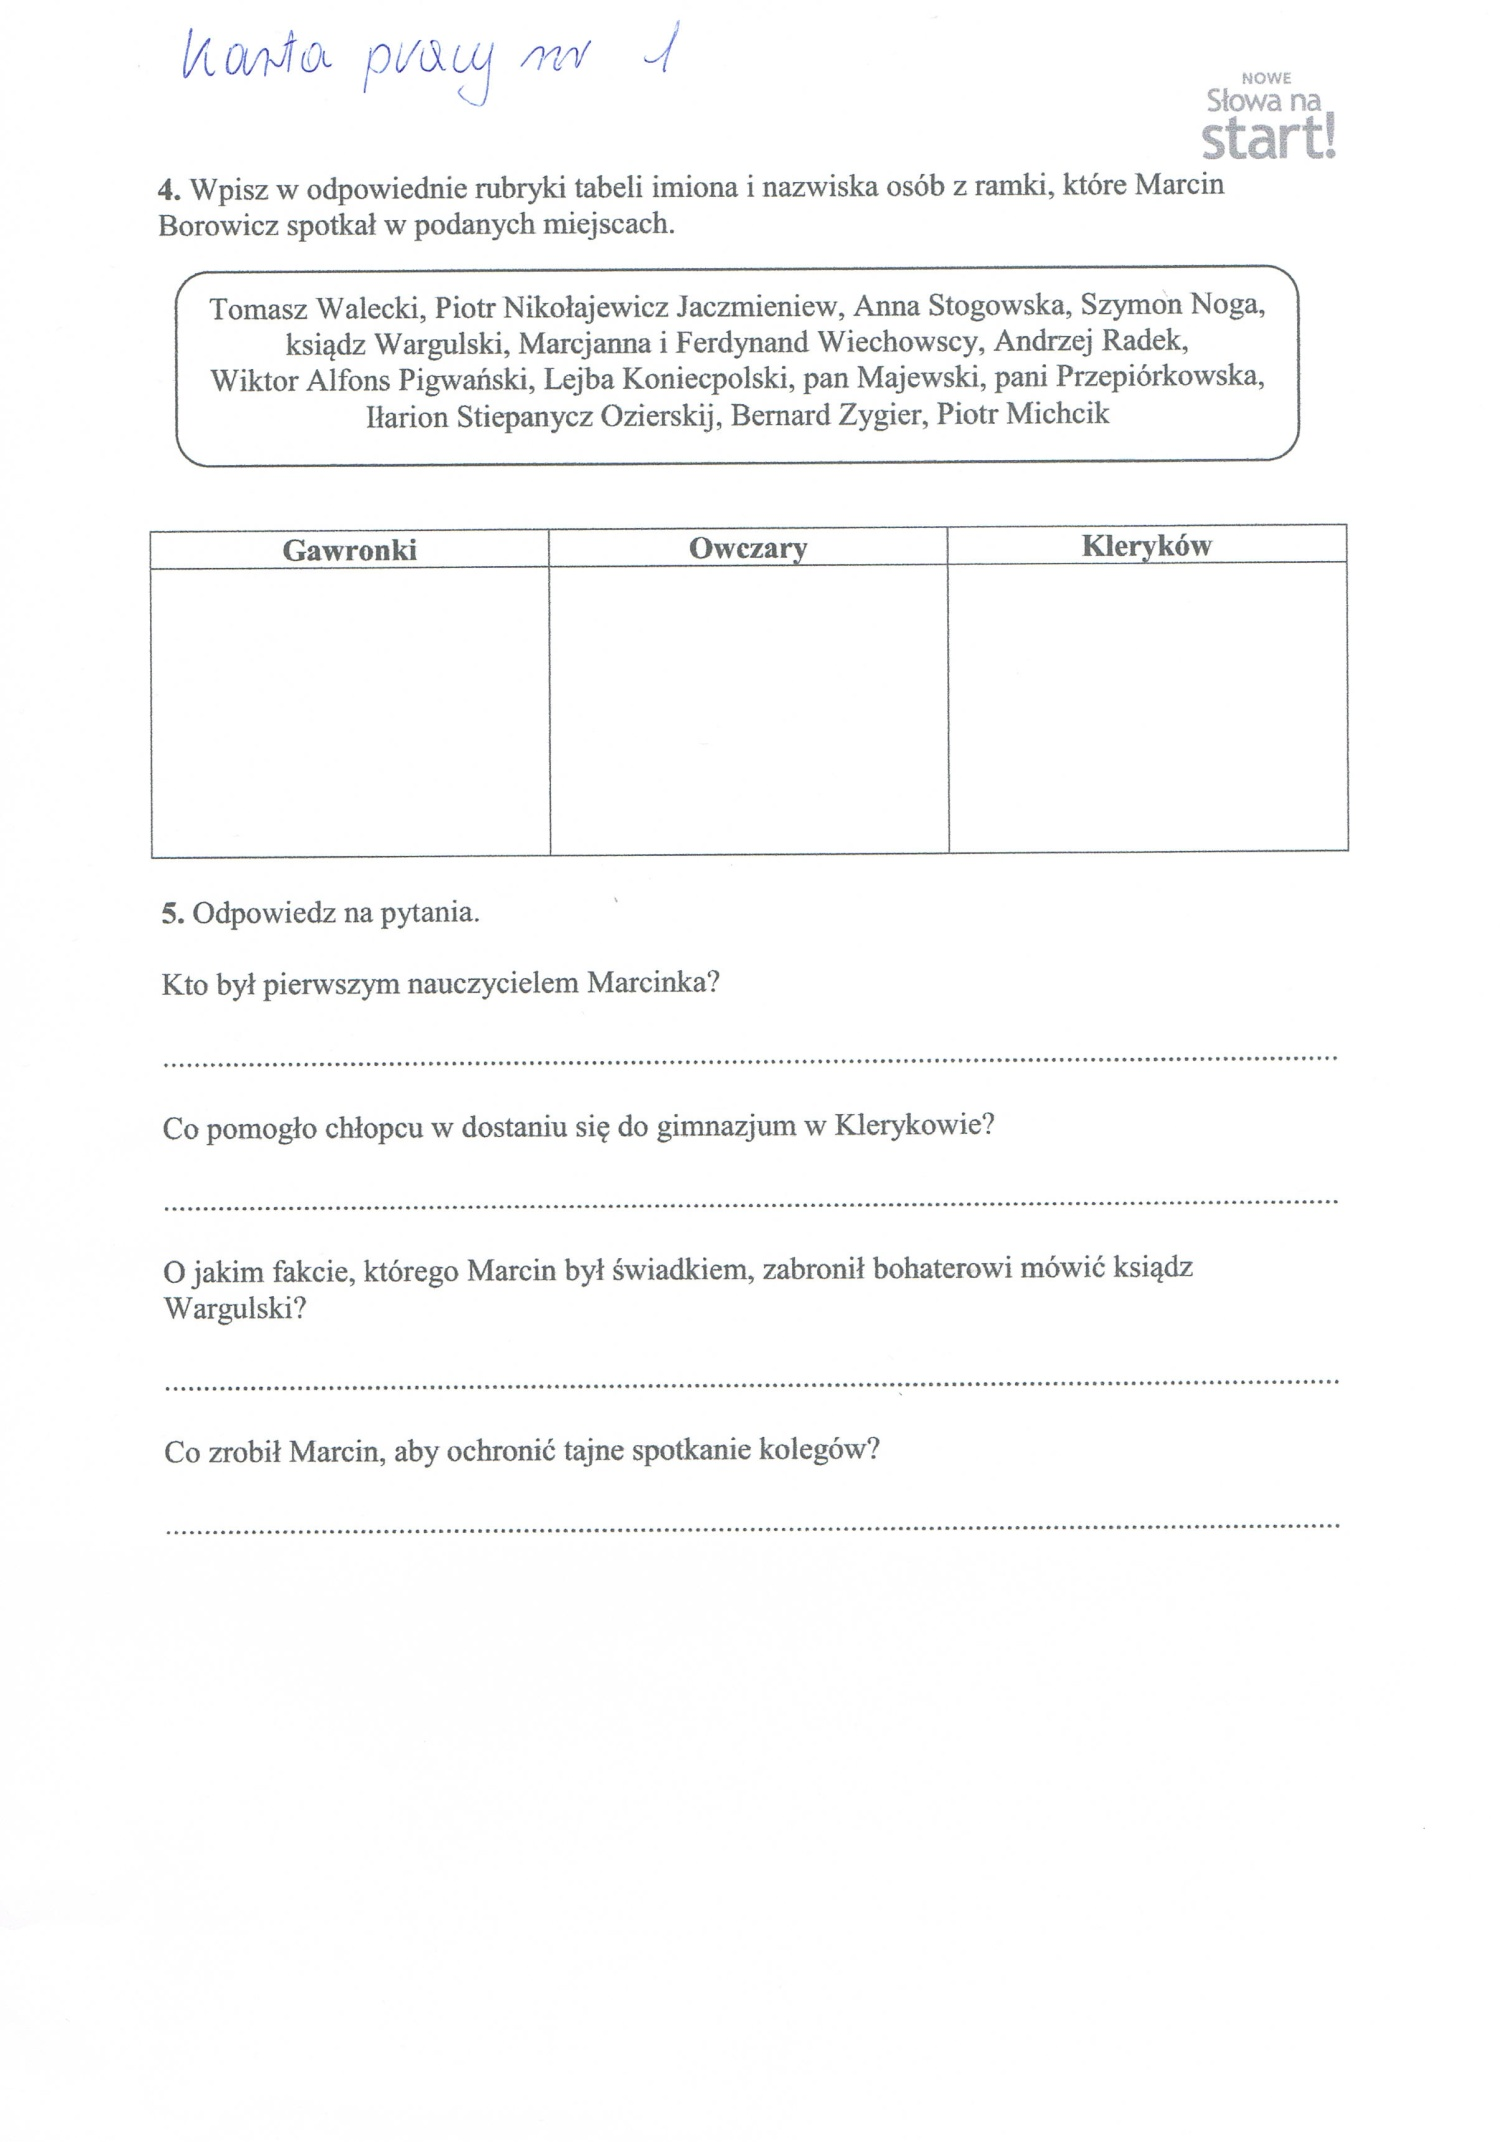 Karta pracy nr 1
NOWE
Słowa na
start!
4. Wpisz w odpowiednie rubryki tabeli imiona i nazwiska osób z ramki, które Marcin
Borowicz spotkał w podanych miejscach.
Tomasz Walecki, Piotr Nikołajewicz Jaczmieniew, Anna Stogowska, Szymon Noga,
ksiądz Wargulski, Marcjanna i Ferdynand Wiechowscy, Andrzej Radek,
Wiktor Alfons Pigwański, Lejba Koniecpolski, pan Majewski, pani Przepiórkowska,
Iłarion Stiepanycz Ozierskij, Bernard Zygier, Piotr Michcik
Gawronki Owczary Kleryków
5. Odpowiedz na pytania.
Kto był pierwszym nauczycielem Marcinka?
Co pomogło chłopcu w dostaniu się do gimnazjum w Klerykowie?
O jakim fakcie, którego Marcin był świadkiem, zabronił bohaterowi mówić ksiądz
Wargulski?
Co zrobił Marcin, aby ochronić tajne spotkanie kolegów?